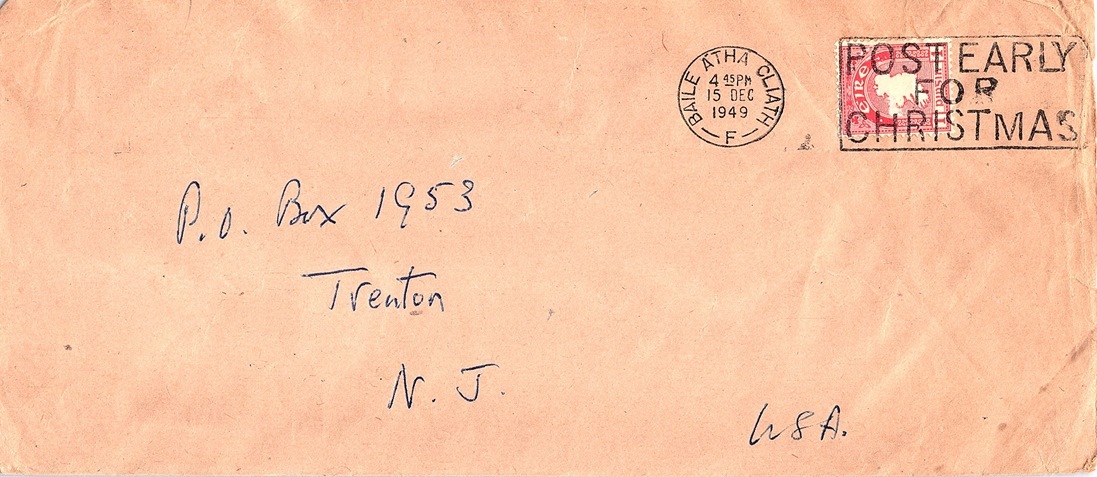 BAILE ATHA CLIATH
4 45PM
15 DEC
1949
F
POST EARLY
FOR
CHRISTMAS
éIRe
P.O. Box 1953
Trenton
N. J.
USA.